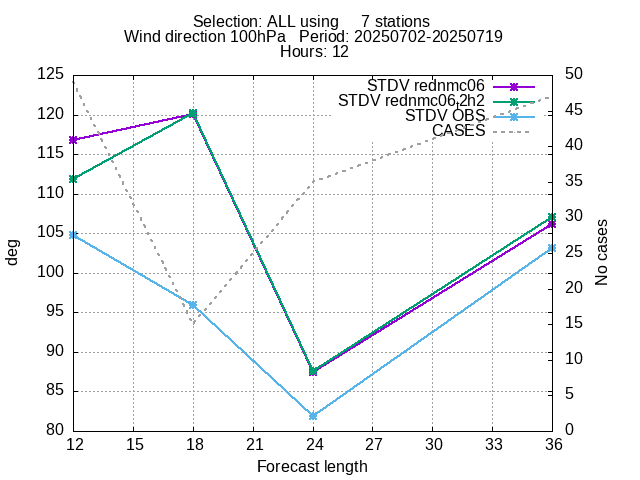 Selection: ALL using     7 stations
Wind direction 100hPa   Period: 20250702-20250719
Hours: 12
STDV rednmc06
STDV rednmc06,2h2
STDV OBS
CASES
125
120
115
110
105
100
95
90
85
80
50
45
40
35
30
25
20
15
10
5
0
deg
No cases
12 15 18 21 24 27 30 33 36
Forecast length